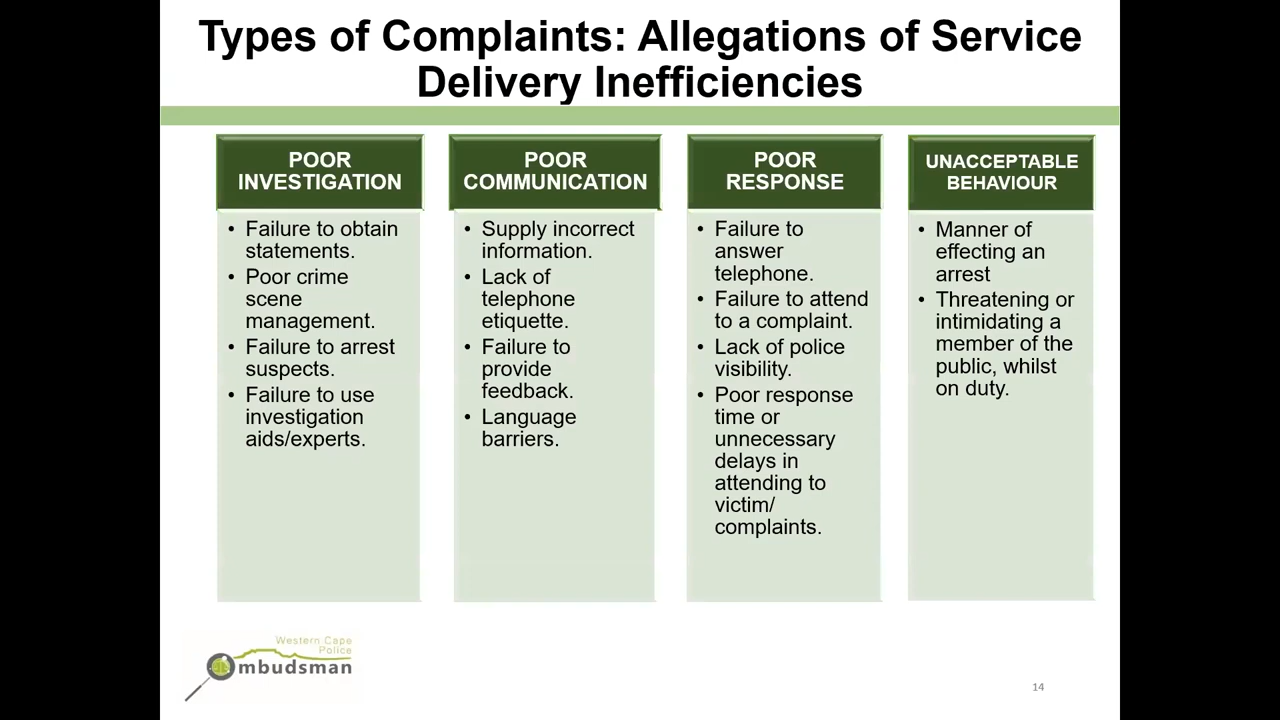 Types of Complaints: Allegations of Service
Delivery Inefficiencies
POOR
INVESTIGATION
• Failure to obtain
statements.
• Poor crime
scene
management.
• Failure to arrest
suspects.
• Failure to use
investigation
aids/experts.
POOR
COMMUNICATION
• Supply incorrect
information.
• Lack of
telephone
etiquette.
• Failure to
provide
feedback.
• Language
barriers.
POOR
RESPONSE
• Failure to
answer
telephone.
• Failure to attend
to a complaint.
• Lack of police
visibility.
• Poor response
time or
unnecessary
delays in
attending to
victim/
complaints.
UNACCEPTABLE
BEHAVIOUR
• Manner of
effecting an
arrest
• Threatening or
intimidating a
member of the
public, whilst
on duty.
Western Cape
Police
Ombudsman
14